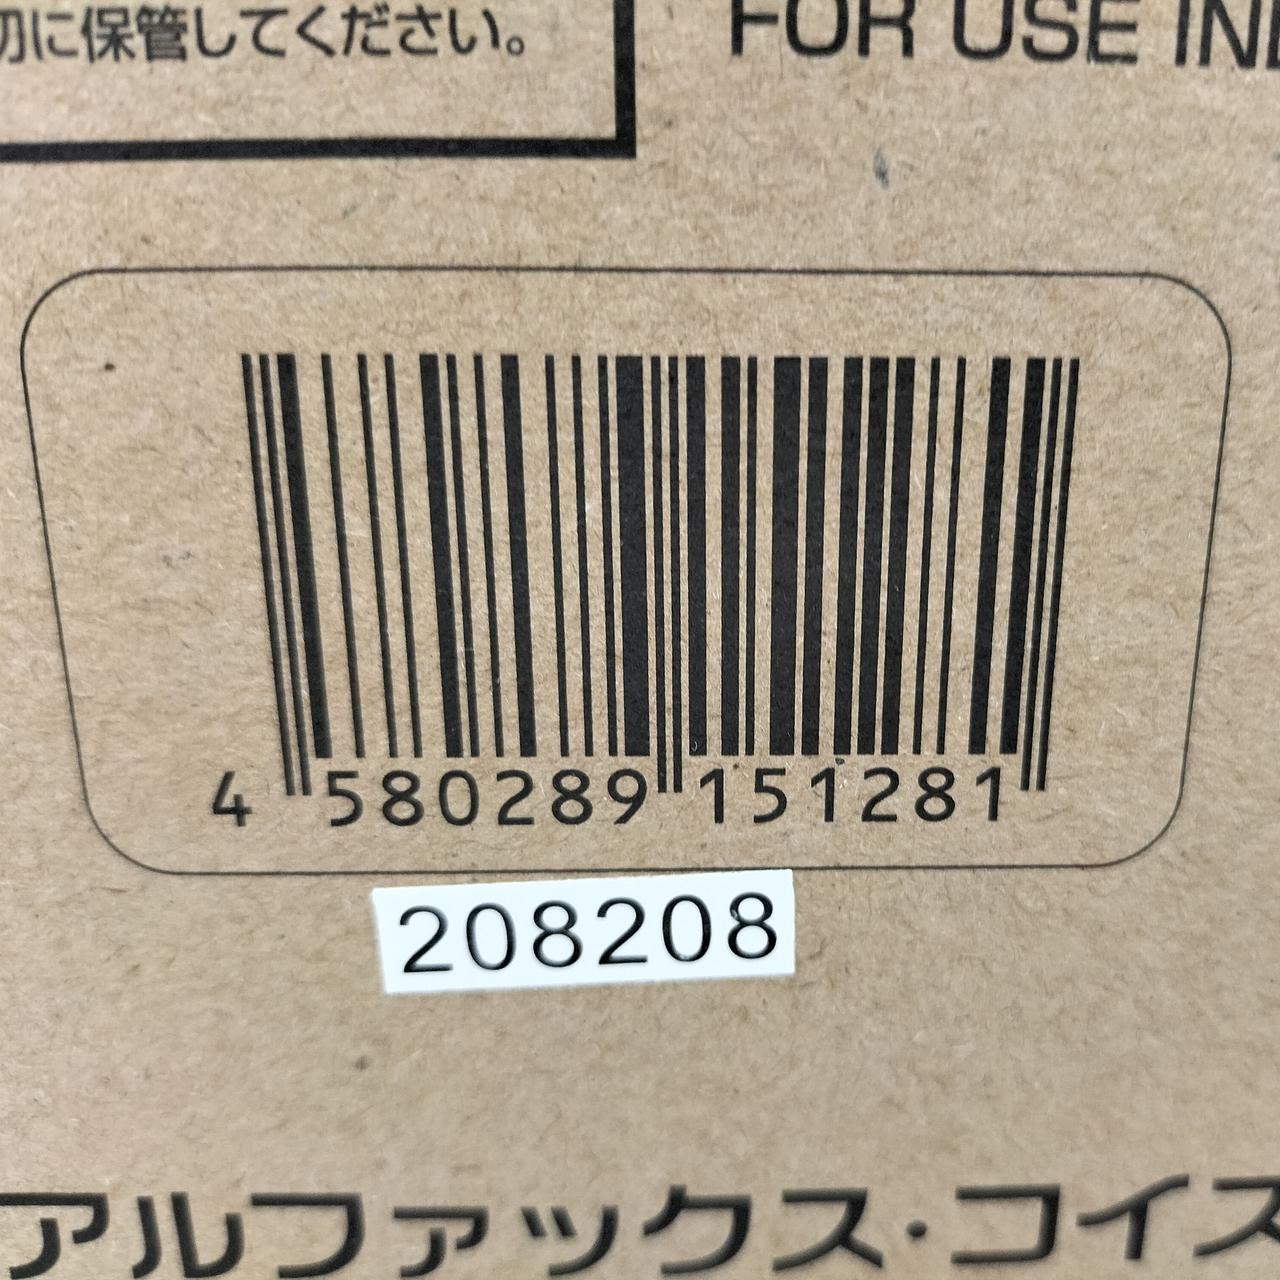 切に保管してください。
FOR USE IN
4 580289 151281
208208
アルファックス・コイズ